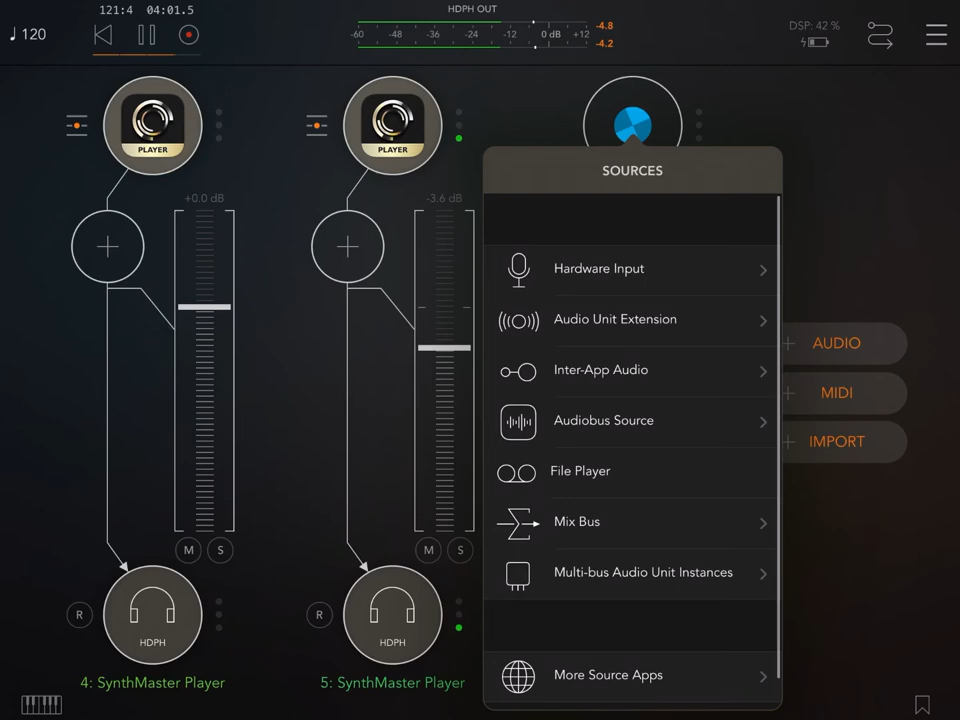 121:4 04:01.5
♩120
HDPH OUT
-60 -48 -36 -24 -12 0 dB +12
-4.8
-4.2
DSP: 42 %
PLAYER
PLAYER
SOURCES
+0.0 dB
-3.6 dB
Hardware Input
Audio Unit Extension
Inter-App Audio
Audiobus Source
File Player
Mix Bus
Multi-bus Audio Unit Instances
More Source Apps
+ AUDIO
+ MIDI
+ IMPORT
M S
M S
R
HDPH
R
HDPH
4: SynthMaster Player
5: SynthMaster Player